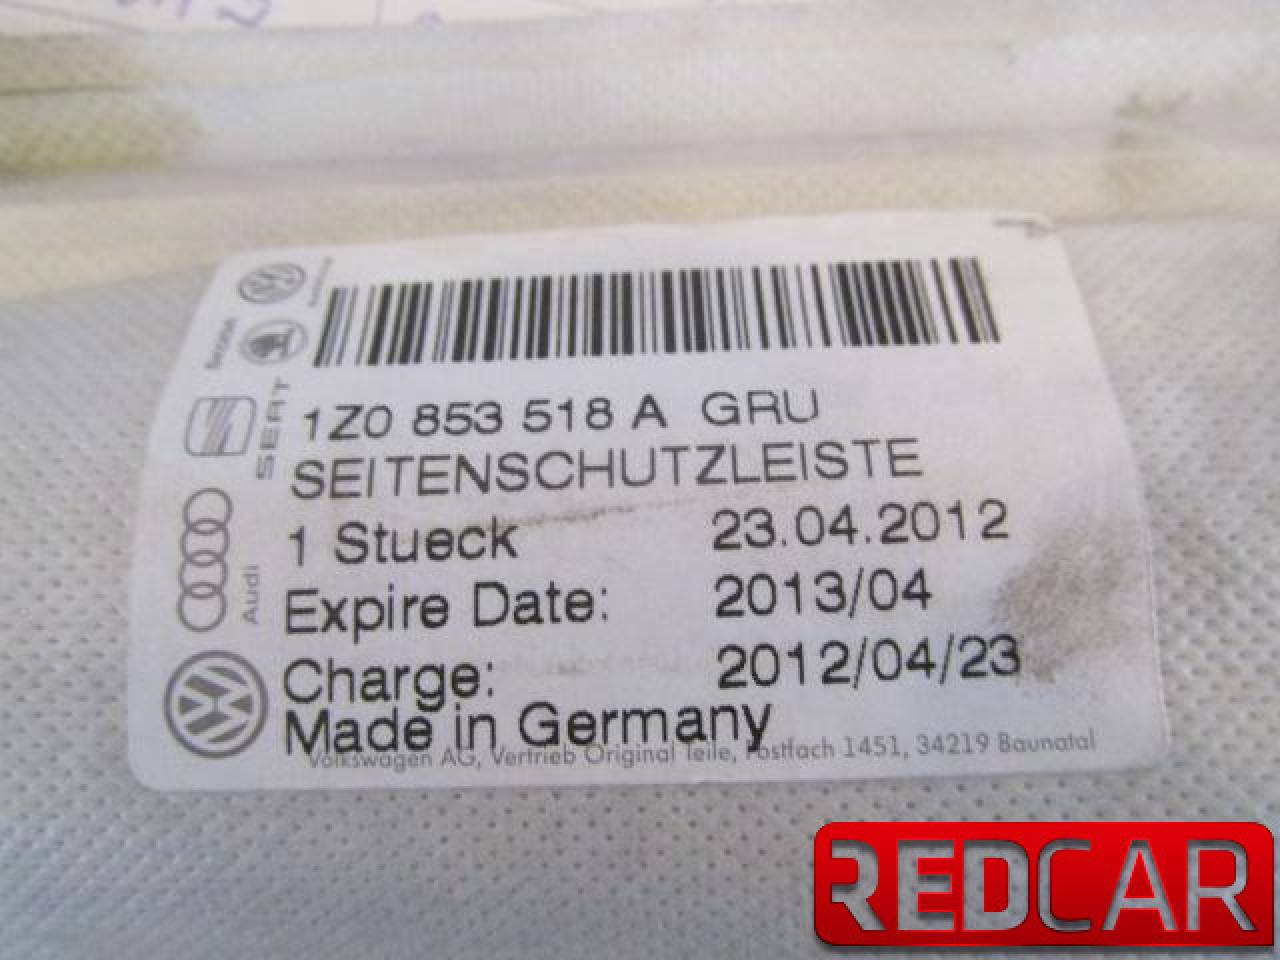 1Z0 853 518 A GRU
SEITENSCHUTZLEISTE
1 Stueck 23.04.2012
Expire Date: 2013/04
Charge: 2012/04/23
Made in Germany
Volkswagen AG, Vertrieb Original Teile, Postfach 1451, 34219 Baunatal
SEAT
Audi
REDCAR